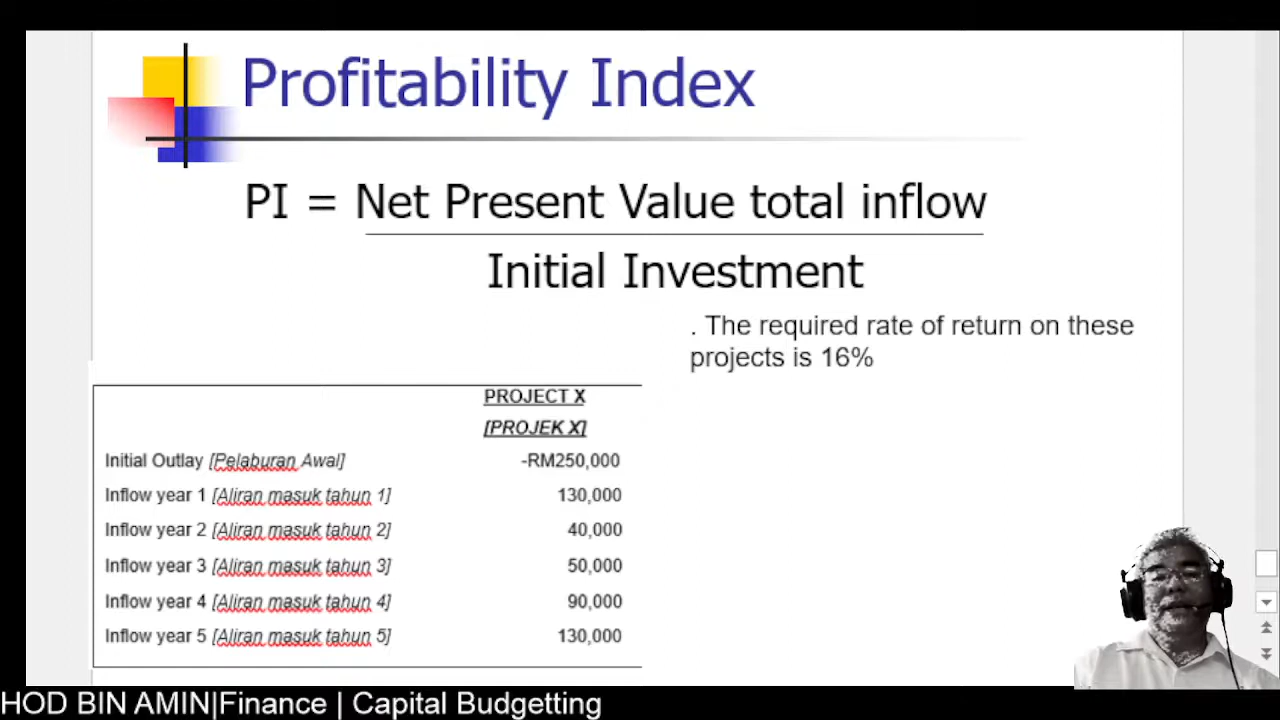 Profitability Index
PI = Net Present Value total inflow
Initial Investment
. The required rate of return on these
projects is 16%
PROJECT X
[PROJEK X]
Initial Outlay [Pelaburan Awal] -RM250,000
Inflow year 1 [Aliran masuk tahun 1] 130,000
Inflow year 2 [Aliran masuk tahun 2] 40,000
Inflow year 3 [Aliran masuk tahun 3] 50,000
Inflow year 4 [Aliran masuk tahun 4] 90,000
Inflow year 5 [Aliran masuk tahun 5] 130,000
HOD BIN AMIN|Finance | Capital Budgetting